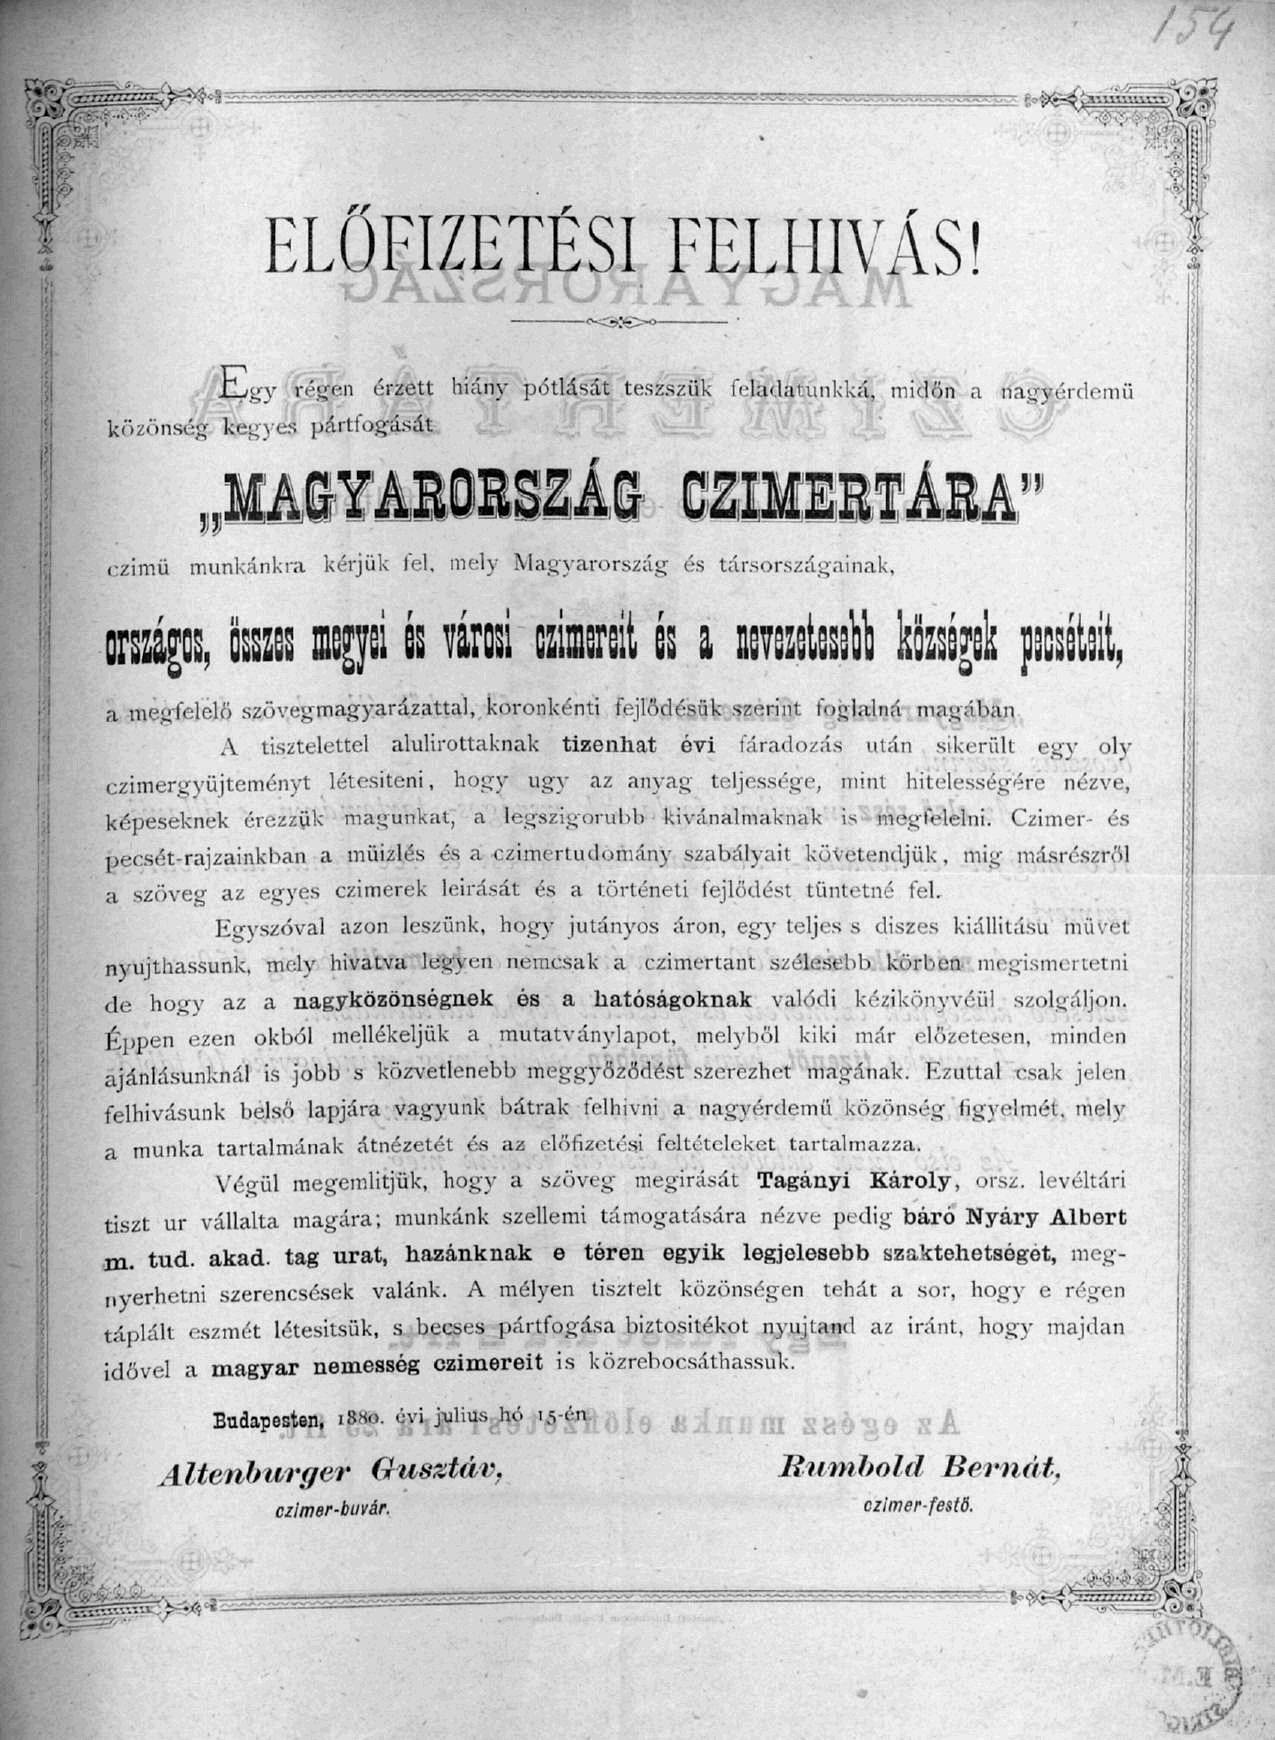 154
ELŐFIZETÉSI FELHIVÁS!
Egy régen érzett hiány pótlását teszszük feladatunkká, midőn a nagyérdemü
közönség kegyes pártfogását
„MAGYARORSZÁG CZIMERTÁRA”
czimü munkánkra kérjük fel, mely Magyarország és társországainak,
országos, összes megyei és városi czimereit és a nevezetesebb községek pecséteit,
a megfelelő szövegmagyarázattal, koronkénti fejlődésük szerint foglalná magában
A tisztelettel alulirottaknak tizenhat évi fáradozás után sikerült egy oly
czimergyüjteményt létesiteni, hogy ugy az anyag teljessége, mint hitelességére nézve,
képeseknek érezzük magunkat, a legszigorubb kivánalmaknak is megfelelni. Czimer- és
pecsét-rajzainkban a müizlés és a czimertudomány szabályait követendjük, mig másrészről
a szöveg az egyes czimerek leirását és a történeti fejlődést tüntetné fel.
Egyszóval azon leszünk, hogy jutányos áron, egy teljes s diszes kiállitásu müvet
nyujthassunk, mely hivatva legyen nemcsak a czimertant szélesebb körben megismertetni
de hogy az a nagyközönségnek és a hatóságoknak valódi kézikönyvéül szolgáljon.
Éppen ezen okból mellékeljük a mutatványlapot, melyből kiki már előzetesen, minden
ajánlásunknál is jobb s közvetlenebb meggyőződést szerezhet magának. Ezuttal csak jelen
felhivásunk belső lapjára vagyunk bátrak felhivni a nagyérdemü közönség figyelmét, mely
a munka tartalmának átnézetét és az előfizetési feltételeket tartalmazza.
Végül megemlitjük, hogy a szöveg megirását Tagányi Károly, orsz. levéltári
tiszt ur vállalta magára; munkánk szellemi támogatására nézve pedig báró Nyáry Albert
m. tud. akad. tag urat, hazánknak e téren egyik legjelesebb szaktehetségét, meg-
nyerhetni szerencsések valánk. A mélyen tisztelt közönségen tehát a sor, hogy e régen
táplált eszmét létesitsük, s becses pártfogása biztositékot nyujtand az iránt, hogy majdan
idővel a magyar nemesség czimereit is közrebocsáthassuk.
Budapesten, 1880. évi julius hó 15-én
Altenburger Gusztáv,
Rumbold Bernát,
czimer-buvár.
czimer-festő.